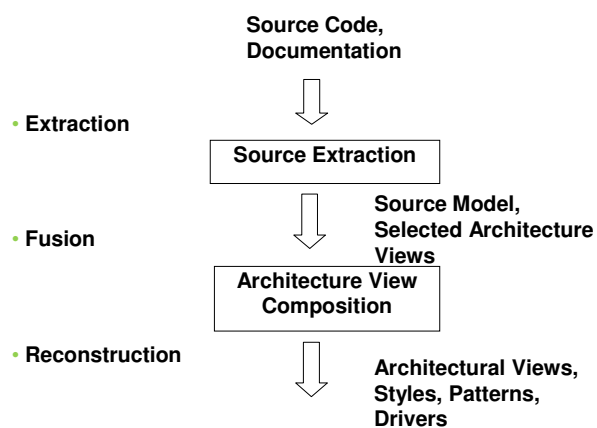 Source Code,
Documentation
• Extraction
Source Extraction
Source Model,
Selected Architecture
Views
• Fusion
Architecture View
Composition
• Reconstruction
Architectural Views,
Styles, Patterns,
Drivers